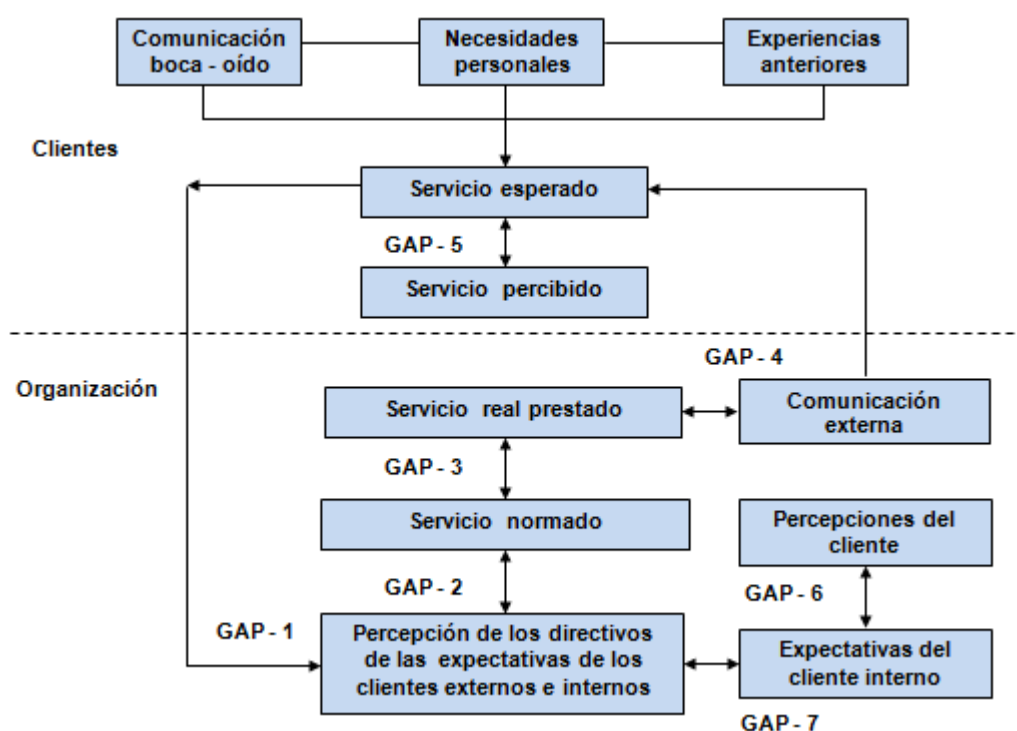 Comunicación
boca - oído
Necesidades
personales
Experiencias
anteriores
Clientes
Servicio esperado
GAP - 5
Servicio percibido
GAP - 4
Organización
Servicio real prestado
Comunicación
externa
GAP - 3
Servicio normado
Percepciones del
cliente
GAP - 2
GAP - 6
GAP - 1
Percepción de los directivos
de las expectativas de los
clientes externos e internos
Expectativas del
cliente interno
GAP - 7